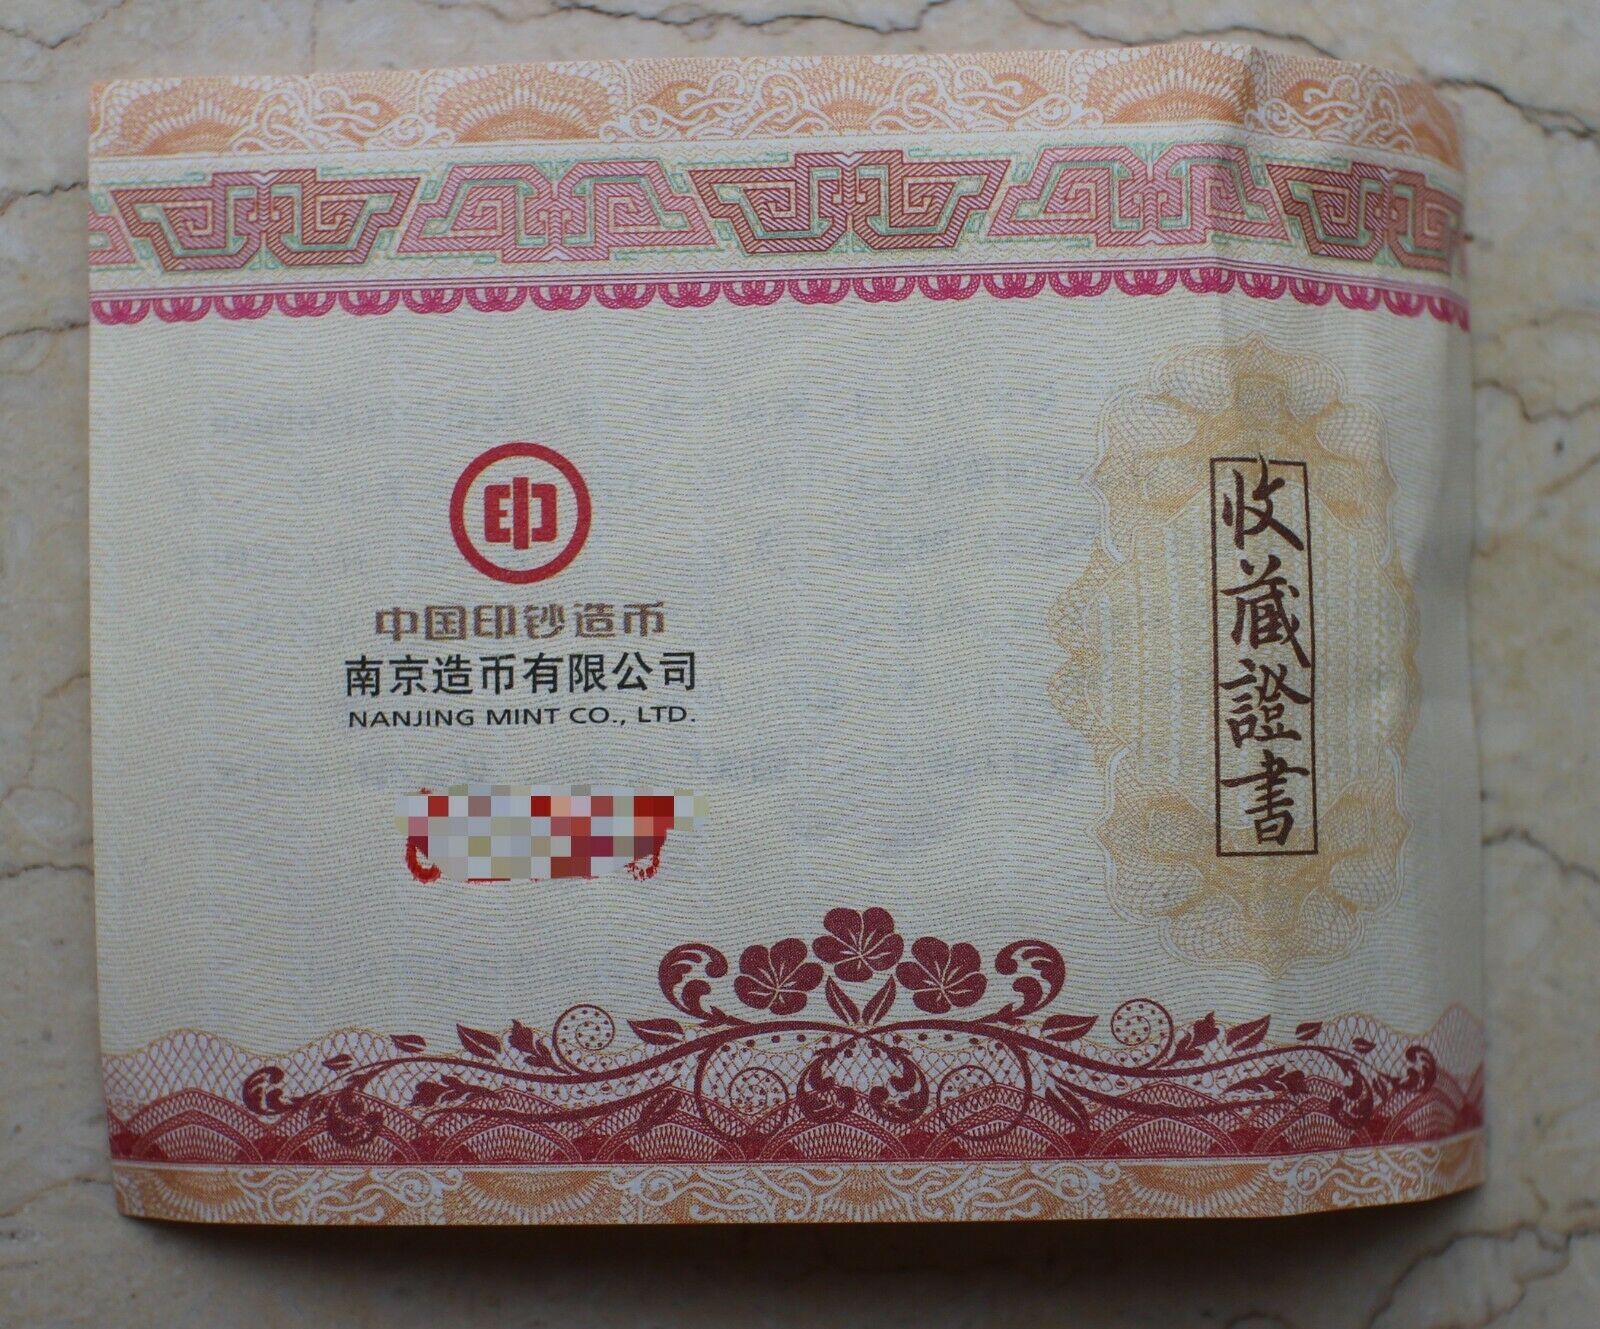 印
中国印钞造币
南京造币有限公司
NANJING MINT CO., LTD.
收藏證書